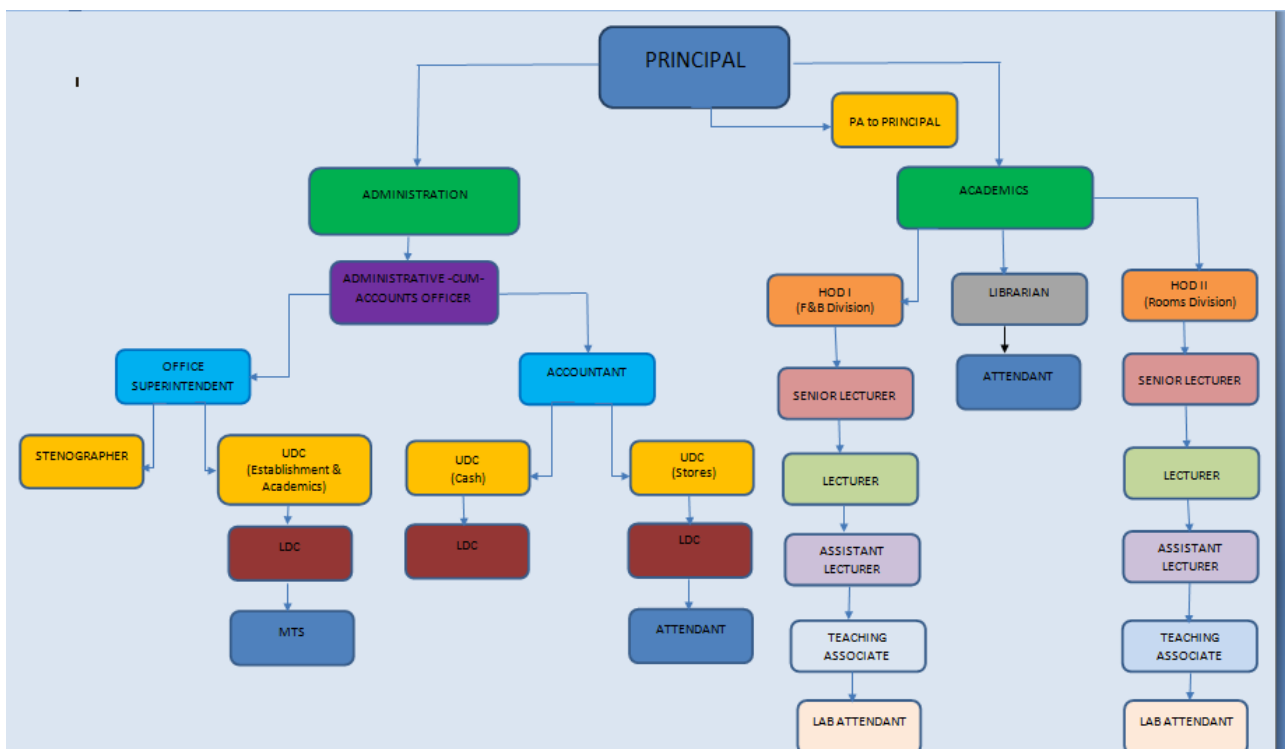 PRINCIPAL
PA to PRINCIPAL
ADMINISTRATION
ACADEMICS
ADMINISTRATIVE -CUM-
ACCOUNTS OFFICER
HOD I
(F&B Division)
LIBRARIAN
HOD II
(Rooms Division)
OFFICE
SUPERINTENDENT
ACCOUNTANT
SENIOR LECTURER
ATTENDANT
SENIOR LECTURER
STENOGRAPHER
UDC
(Establishment &
Academics)
UDC
(Cash)
UDC
(Stores)
LECTURER
LECTURER
LDC
LDC
LDC
ASSISTANT
LECTURER
ASSISTANT
LECTURER
MTS
ATTENDANT
TEACHING
ASSOCIATE
TEACHING
ASSOCIATE
LAB ATTENDANT
LAB ATTENDANT